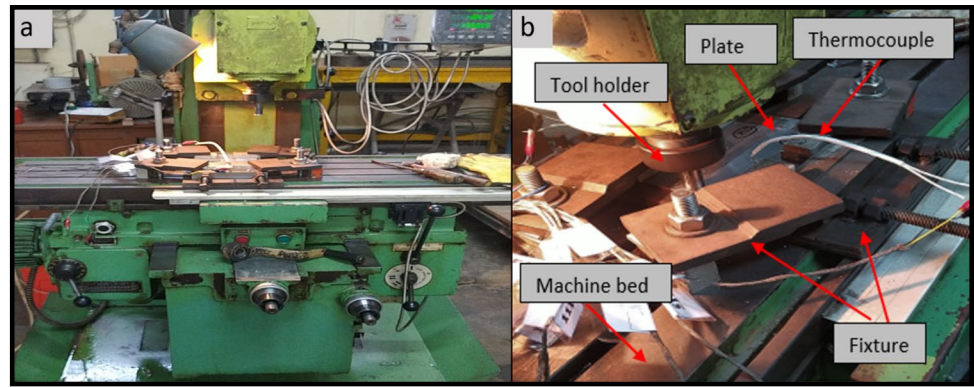 a
b
Plate
Thermocouple
Tool holder
Machine bed
Fixture